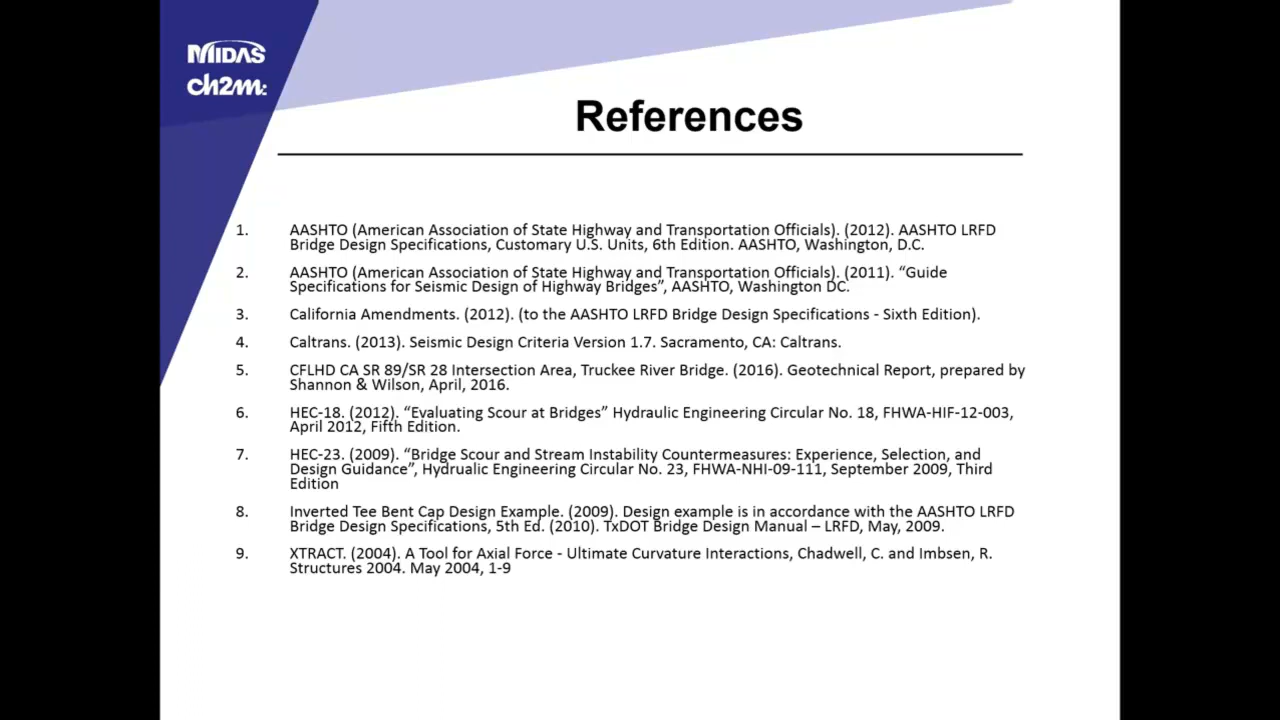 MIDAS
ch2m:
References
1. AASHTO (American Association of State Highway and Transportation Officials). (2012). AASHTO LRFD
Bridge Design Specifications, Customary U.S. Units, 6th Edition. AASHTO, Washington, D.C.
2. AASHTO (American Association of State Highway and Transportation Officials). (2011). “Guide
Specifications for Seismic Design of Highway Bridges”, AASHTO, Washington DC.
3. California Amendments. (2012). (to the AASHTO LRFD Bridge Design Specifications - Sixth Edition).
4. Caltrans. (2013). Seismic Design Criteria Version 1.7. Sacramento, CA: Caltrans.
5. CFLHD CA SR 89/SR 28 Intersection Area, Truckee River Bridge. (2016). Geotechnical Report, prepared by
Shannon & Wilson, April, 2016.
6. HEC-18. (2012). “Evaluating Scour at Bridges” Hydraulic Engineering Circular No. 18, FHWA-HIF-12-003,
April 2012, Fifth Edition.
7. HEC-23. (2009). “Bridge Scour and Stream Instability Countermeasures: Experience, Selection, and
Design Guidance”, Hydrualic Engineering Circular No. 23, FHWA-NHI-09-111, September 2009, Third
Edition
8. Inverted Tee Bent Cap Design Example. (2009). Design example is in accordance with the AASHTO LRFD
Bridge Design Specifications, 5th Ed. (2010). TxDOT Bridge Design Manual – LRFD, May, 2009.
9. XTRACT. (2004). A Tool for Axial Force - Ultimate Curvature Interactions, Chadwell, C. and Imbsen, R.
Structures 2004. May 2004, 1-9